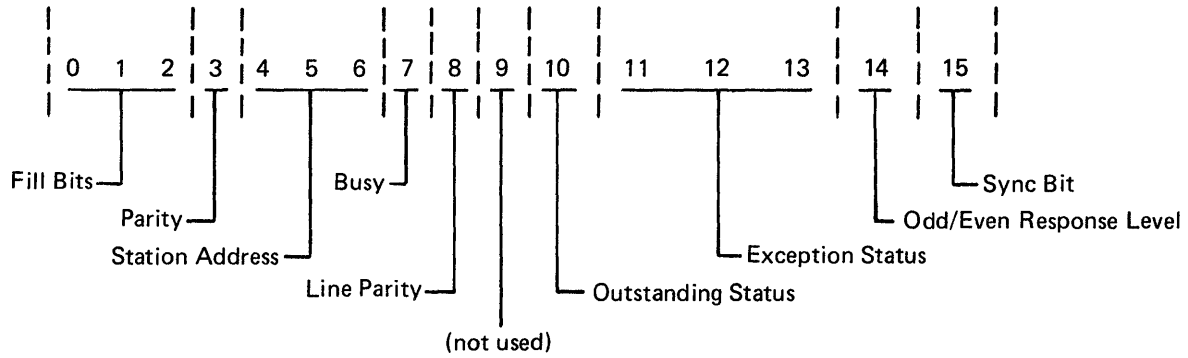 0 1 2 3 4 5 6 7 8 9 10 11 12 13 14 15
Fill Bits
Busy
Sync Bit
Parity
Odd/Even Response Level
Station Address
Exception Status
Line Parity
Outstanding Status
(not used)